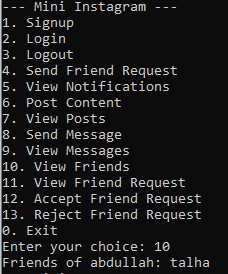 --- Mini Instagram ---
1. Signup
2. Login
3. Logout
4. Send Friend Request
5. View Notifications
6. Post Content
7. View Posts
8. Send Message
9. View Messages
10. View Friends
11. View Friend Request
12. Accept Friend Request
13. Reject Friend Request
0. Exit
Enter your choice: 10
Friends of abdullah: talha